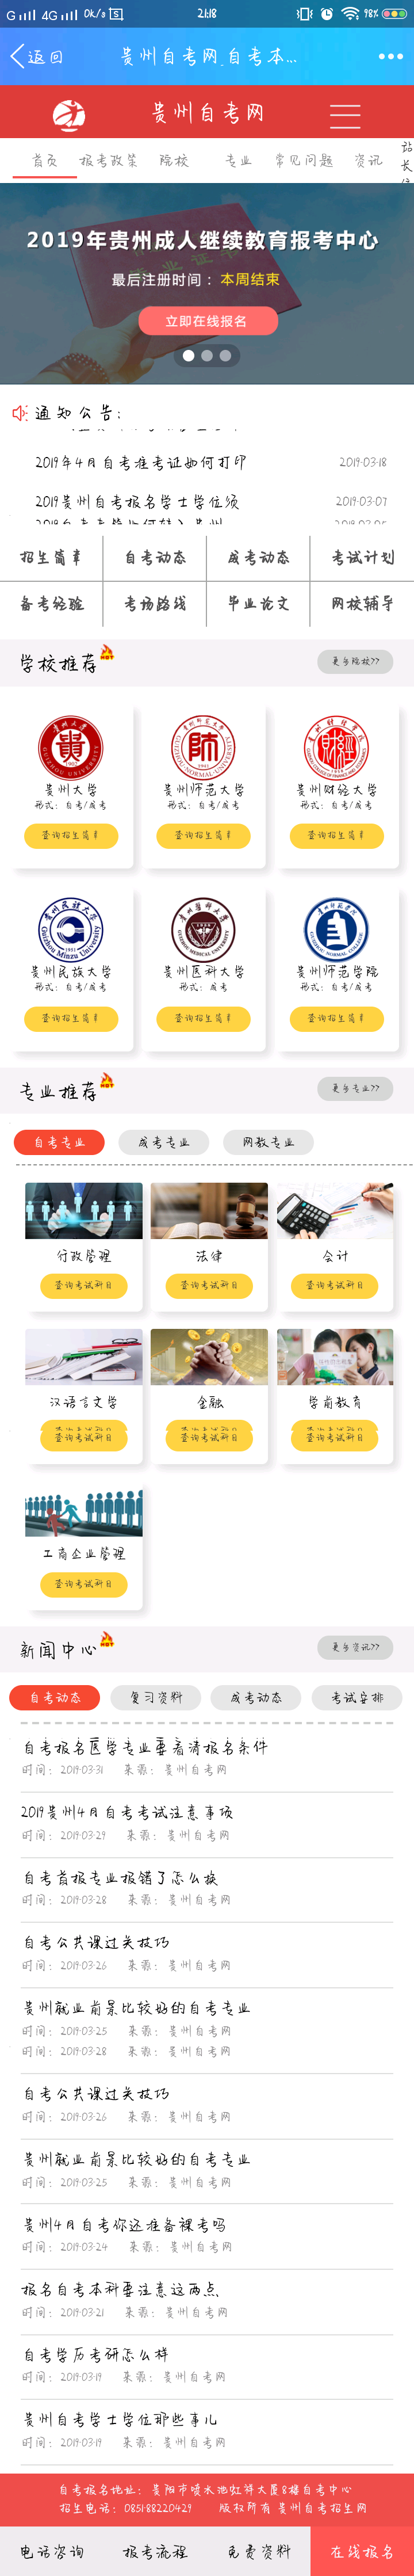 G 4G 0k/s S 21:18 98%
返回 贵州自考网_自考本...
贵州自考网
首页 报考政策 院校 专业 常见问题 资讯 站长
2019年贵州成人继续教育报考中心
最后注册时间：本周结束
立即在线报名
通知公告:
2019年4月自考准考证如何打印 2019-03-18
2019贵州自考报名学士学位须 2019-03-07
招生简章 自考动态 成考动态 考试计划
备考经验 考场路线 毕业论文 网校辅导
学校推荐 HOT 更多院校>>
贵州大学 贵州师范大学 贵州财经大学
形式：自考/成考 形式：自考/成考 形式：自考/成考
查询招生简章 查询招生简章 查询招生简章
贵州民族大学 贵州医科大学 贵州师范学院
形式：自考/成考 形式：成考 形式：自考/成考
查询招生简章 查询招生简章 查询招生简章
专业推荐 HOT 更多专业>>
自考专业 成考专业 网教专业
行政管理 法律 会计
查询考试科目 查询考试科目 查询考试科目
汉语言文学 金融 学前教育
查询考试科目 查询考试科目 查询考试科目
工商企业管理
查询考试科目
新闻中心 HOT 更多资讯>>
自考动态 复习资料 成考动态 考试安排
自考报名医学专业要看清报名条件
时间：2019-03-31 来源：贵州自考网
2019贵州4月自考考试注意事项
时间：2019-03-29 来源：贵州自考网
自考首报专业报错了怎么换
时间：2019-03-28 来源：贵州自考网
自考公共课过关技巧
时间：2019-03-26 来源：贵州自考网
贵州就业前景比较好的自考专业
时间：2019-03-25 来源：贵州自考网
时间：2019-03-28 来源：贵州自考网
自考公共课过关技巧
时间：2019-03-26 来源：贵州自考网
贵州就业前景比较好的自考专业
时间：2019-03-25 来源：贵州自考网
贵州4月自考你还准备裸考吗
时间：2019-03-24 来源：贵州自考网
报名自考本科要注意这两点
时间：2019-03-21 来源：贵州自考网
自考学历考研怎么样
时间：2019-03-19 来源：贵州自考网
贵州自考学士学位那些事儿
时间：2019-03-19 来源：贵州自考网
自考报名地址：贵阳市喷水池虹祥大厦8楼自考中心
招生电话：0851-88220429 版权所有 贵州自考招生网
电话咨询 报考流程 免费资料 在线报名